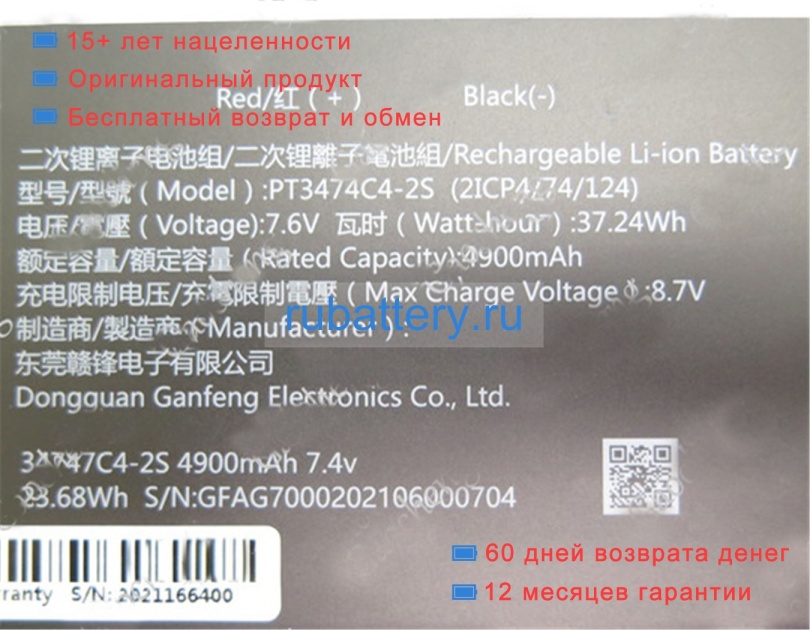 15+ лет нацеленности
Оригинальный продукт
Red/红 ( + ) Black(-)
Бесплатный возврат и обмен
二次锂离子电池组/二次锂離子電池組/Rechargeable Li-ion Battery
型号/型號 ( Model ) :PT3474C4-2S (2ICP4/74/124)
电压/電壓 ( Voltage):7.6V 瓦时 ( Watt-hour ) :37.24Wh
额定容量/額定容量 ( Rated Capacity):4900mAh
充电限制电压/充電限制電壓 ( Max Charge Voltage ) :8.7V
rubattery.ru
制造商/製造商 ( Manufacturer ) :
东莞赣锋电子有限公司
Dongguan Ganfeng Electronics Co., Ltd.
4900mAh 7.4v
S/N:GFAG7000202106000704
60 дней возврата денег
12 месяцев гарантии
S/N: 2021166400